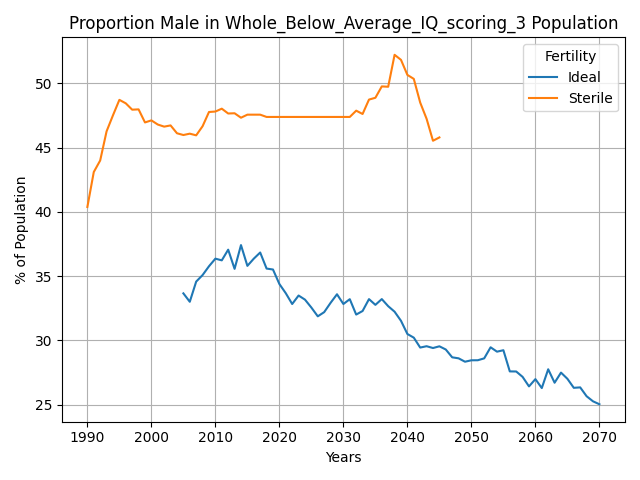 Proportion Male in Whole_Below_Average_IQ_scoring_3 Population
Fertility
Ideal
Sterile
% of Population
50
45
40
35
30
25
1990 2000 2010 2020 2030 2040 2050 2060 2070
Years